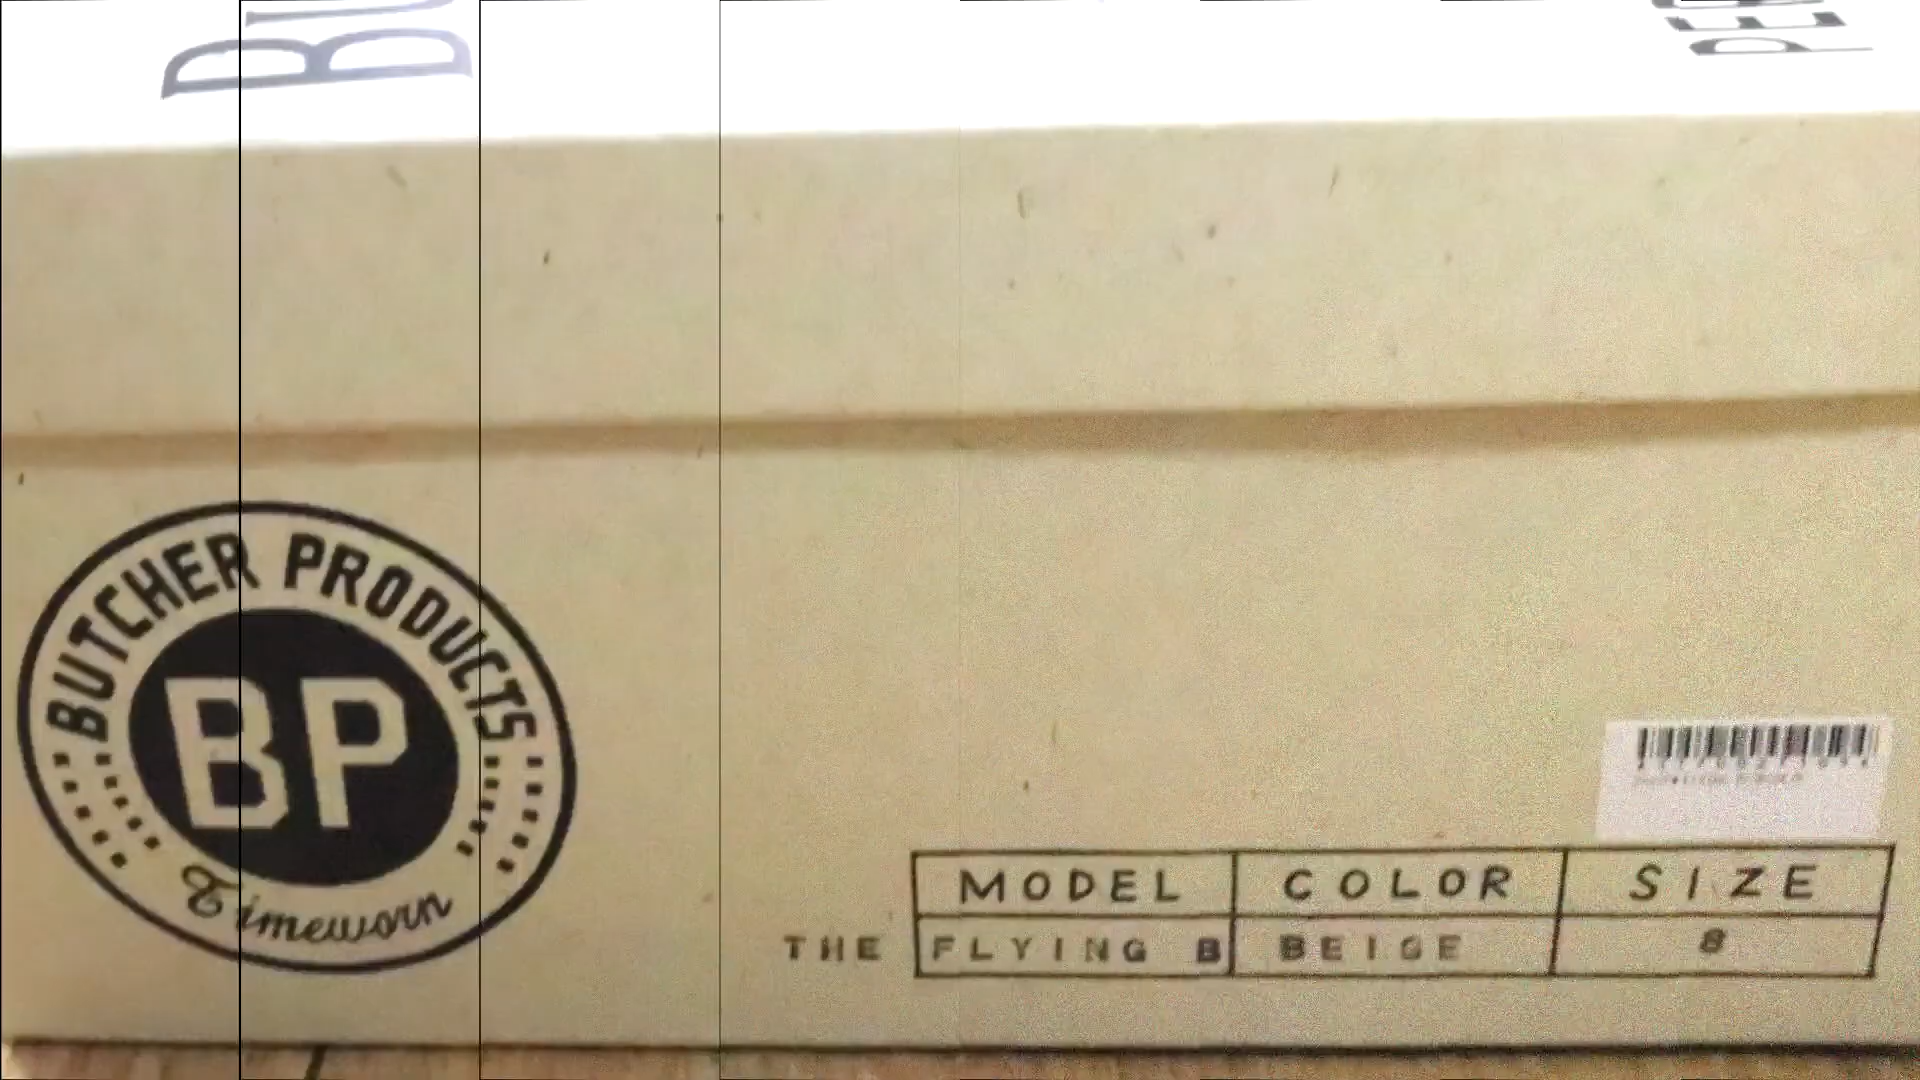 BUTCHER PRODUCTS
BP
Timeworn
MODEL COLOR SIZE
THE FLYING B BEIGE 8